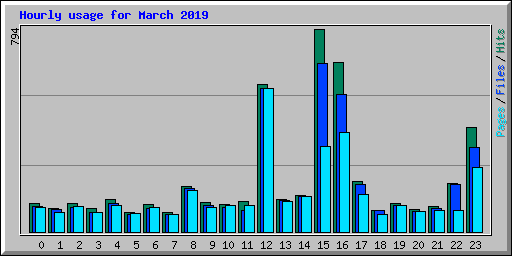 Hourly usage for March 2019
794
Pages / Files / Hits
0 1 2 3 4 5 6 7 8 9 10 11 12 13 14 15 16 17 18 19 20 21 22 23